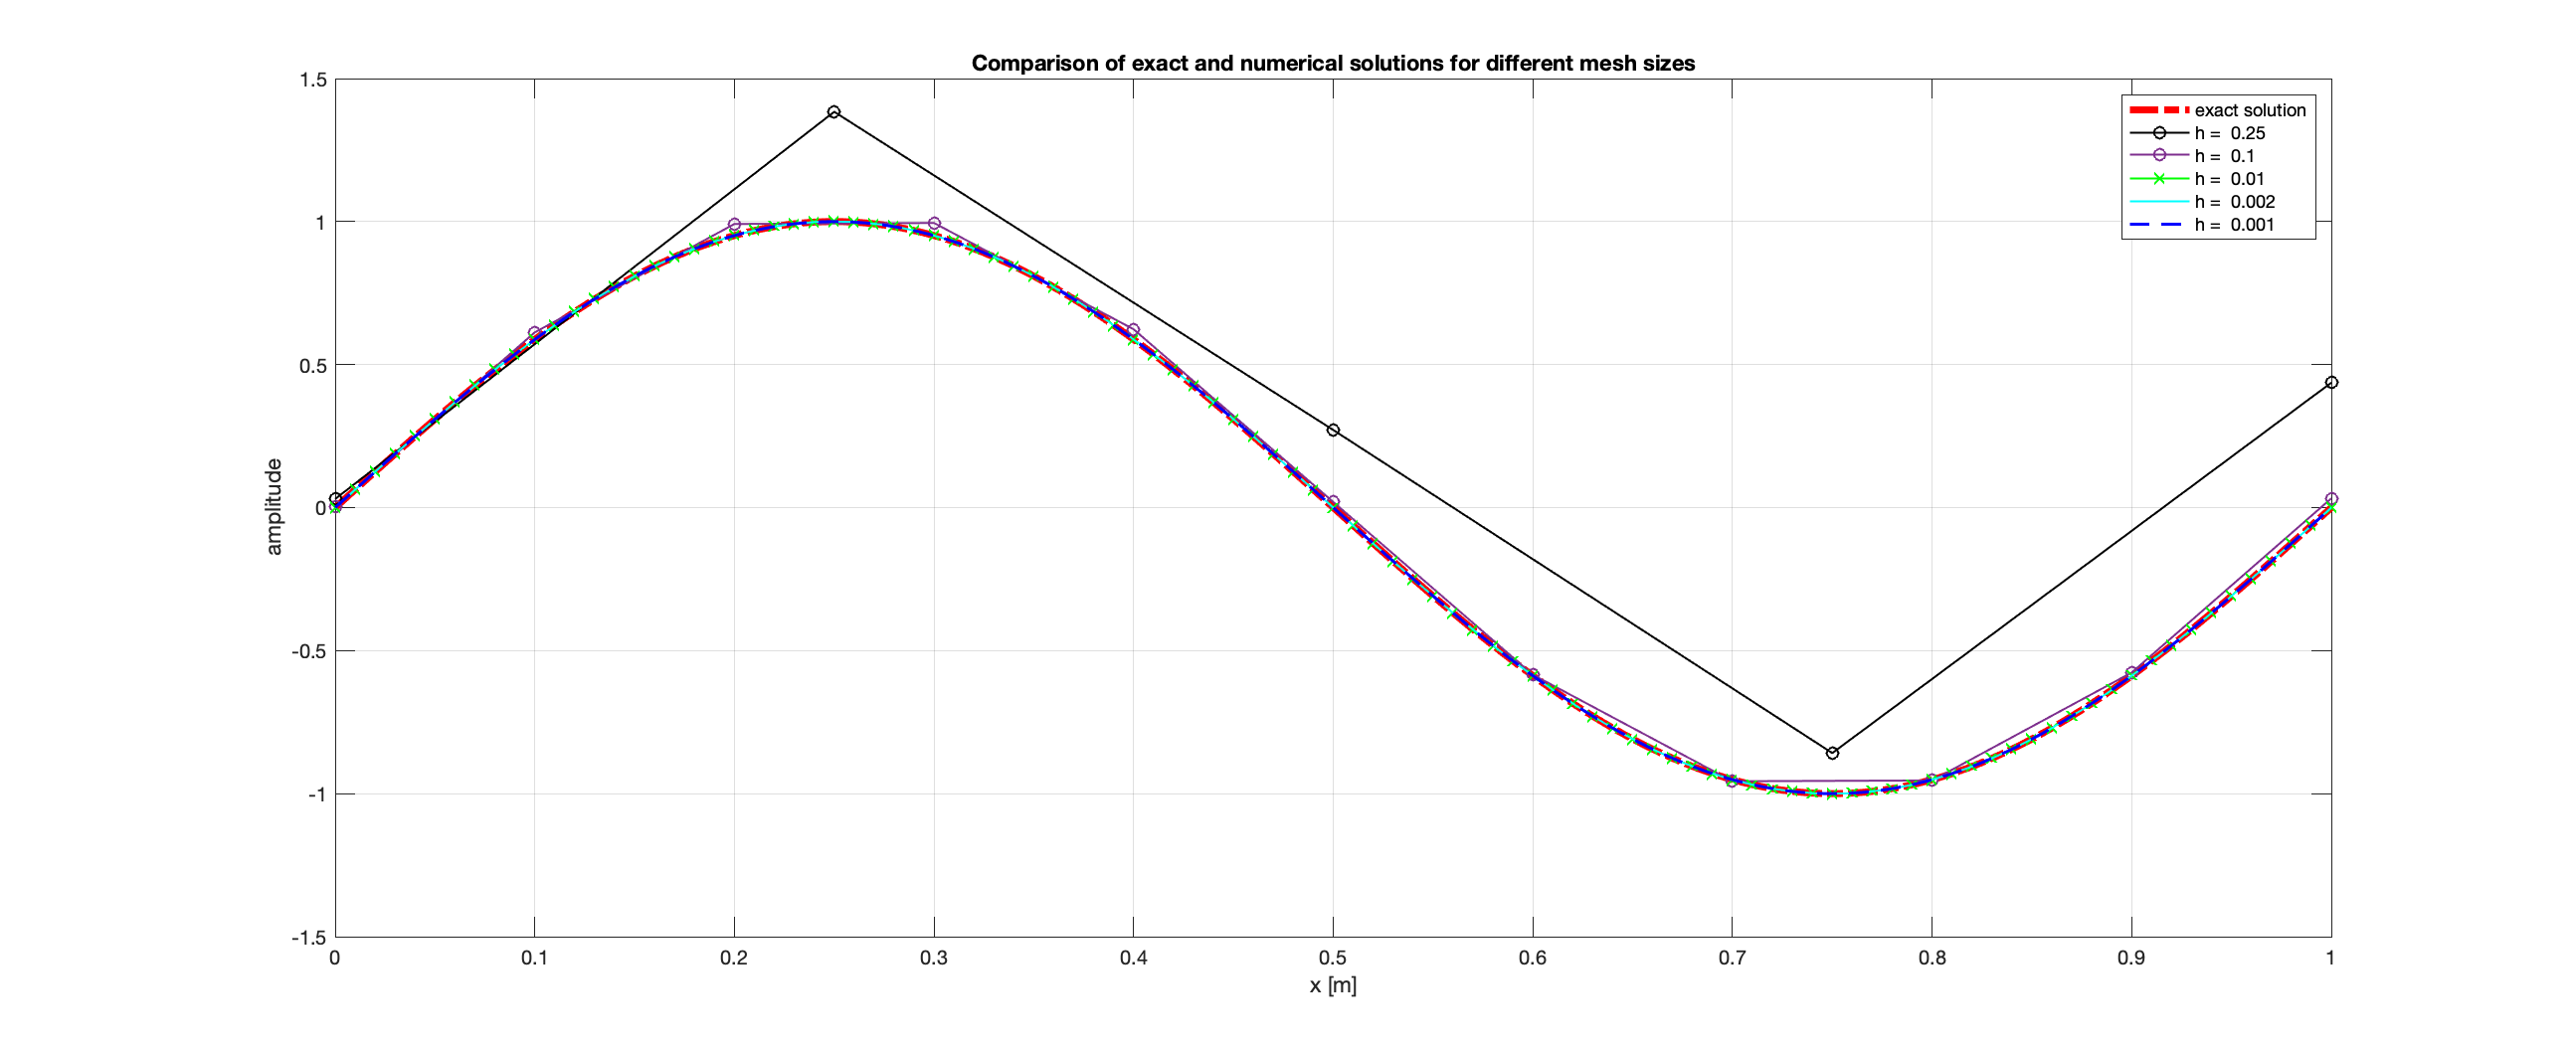 Comparison of exact and numerical solutions for different mesh sizes
1.5
1
0.5
0
-0.5
-1
-1.5
amplitude
exact solution
h = 0.25
h = 0.1
h = 0.01
h = 0.002
h = 0.001
0 0.1 0.2 0.3 0.4 0.5 0.6 0.7 0.8 0.9 1
x [m]